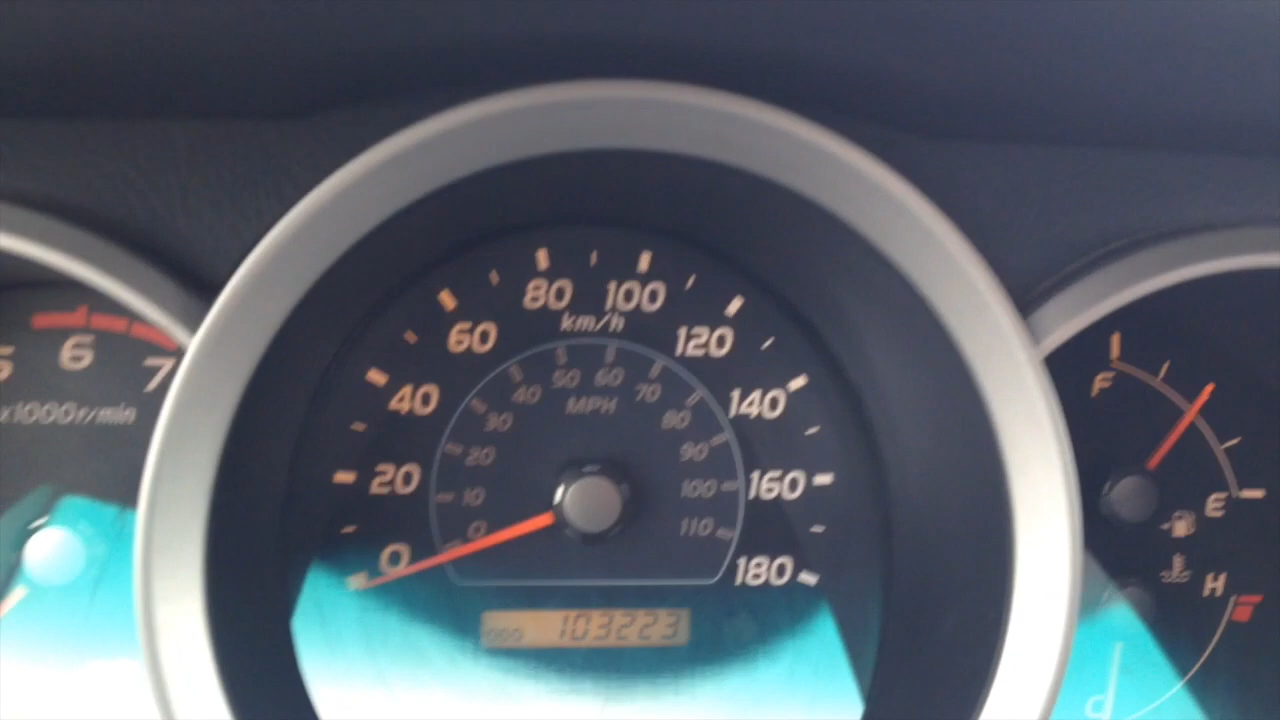 5 6 7
x1000r/min
0 20 40 60 80 100 120 140 160 180
km/h
0 10 20 30 40 50 60 70 80 90 100 110
MPH
ODO 103223
F
E
H